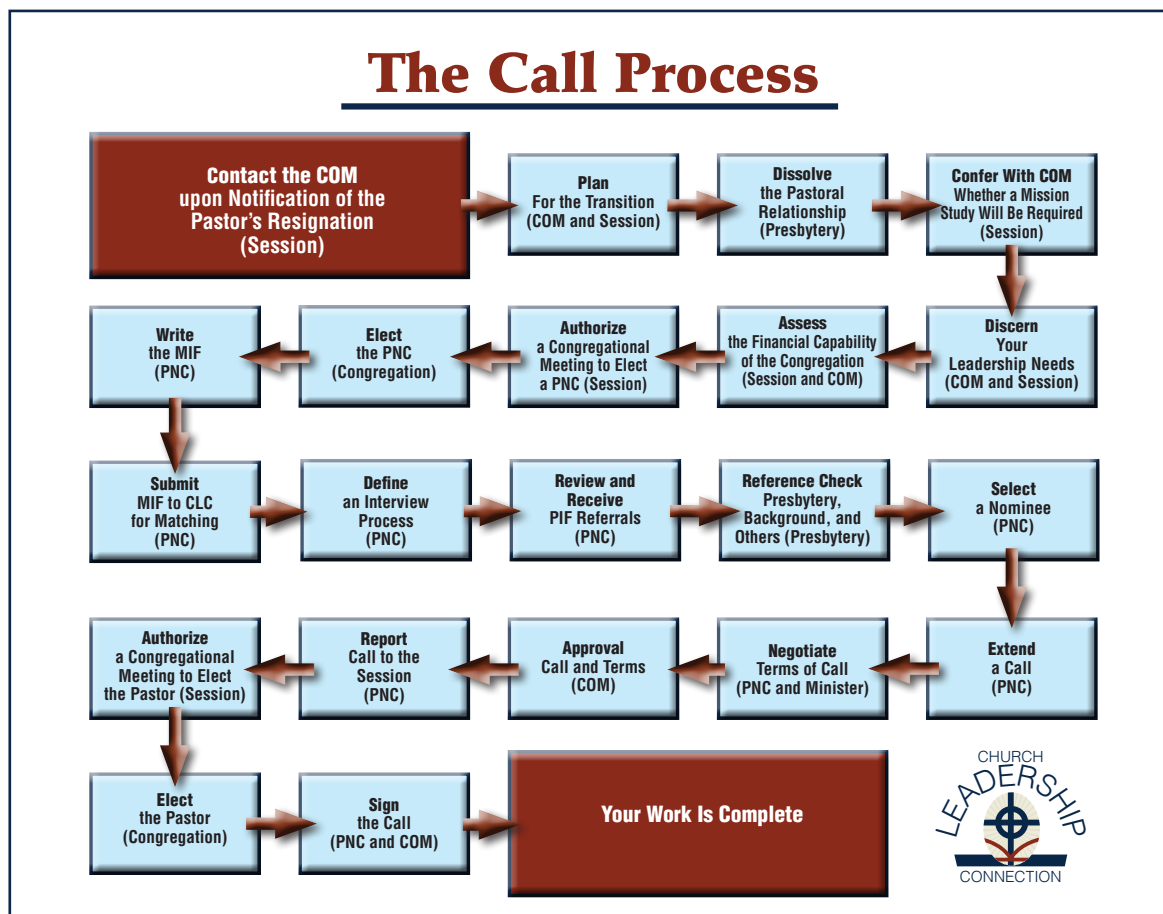 The Call Process
Contact the COM
upon Notification of the
Pastor's Resignation
(Session)
Plan
For the Transition
(COM and Session)
Dissolve
the Pastoral
Relationship
(Presbytery)
Confer With COM
Whether a Mission
Study Will Be Required
(Session)
Discern
Your
Leadership Needs
(COM and Session)
Assess
the Financial Capability
of the Congregation
(Session and COM)
Authorize
a Congregational
Meeting to Elect
a PNC (Session)
Elect
the PNC
(Congregation)
Write
the MIF
(PNC)
Submit
MIF to CLC
for Matching
(PNC)
Define
an Interview
Process
(PNC)
Review and
Receive
PIF Referrals
(PNC)
Reference Check
Presbytery,
Background, and
Others (Presbytery)
Select
a Nominee
(PNC)
Extend
a Call
(PNC)
Negotiate
Terms of Call
(PNC and Minister)
Approval
Call and Terms
(COM)
Report
Call to the
Session
(PNC)
Authorize
a Congregational
Meeting to Elect
the Pastor (Session)
Elect
the Pastor
(Congregation)
Sign
the Call
(PNC and COM)
Your Work Is Complete
CHURCH
LEADERSHIP
CONNECTION